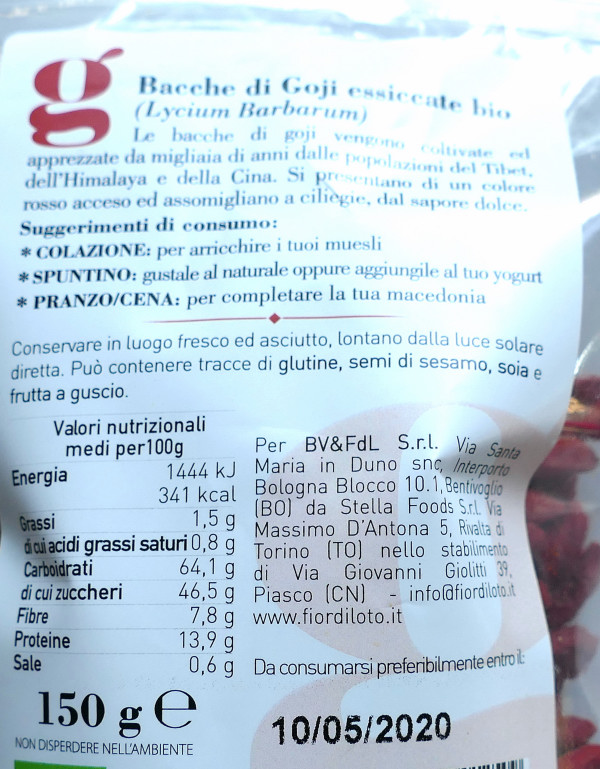 g
Bacche di Goji essiccate bio
(Lycium Barbarum)
Le bacche di goji vengono coltivate ed
apprezzate da migliaia di anni dalle popolazioni del Tibet,
dell'Himalaya e della Cina. Si presentano di un colore
rosso acceso ed assomigliano a ciliegie, dal sapore dolce.
Suggerimenti di consumo:
* COLAZIONE: per arricchire i tuoi muesli
* SPUNTINO: gustale al naturale oppure aggiungile al tuo yogurt
* PRANZO/CENA: per completare la tua macedonia
Conservare in luogo fresco ed asciutto, lontano dalla luce solare
diretta. Può contenere tracce di glutine, semi di sesamo, soia e
frutta a guscio.
Valori nutrizionali
medi per100g
Energia 1444 kJ
341 kcal
Grassi 1,5 g
di cui acidi grassi saturi 0,8 g
Carboidrati 64,1 g
di cui zuccheri 46,5 g
Fibre 7,8 g
Proteine 13,9 g
Sale 0,6 g
Per BV&FdL S.r.l. Via Santa
Maria in Duno snc, Interporto
Bologna Blocco 10.1, Bentivoglio
(BO) da Stella Foods S.r.l. Via
Massimo D'Antona 5, Rivalta di
Torino (TO) nello stabilimento
di Via Giovanni Giolitti 39,
Piasco (CN) - info@fiordiloto.it
www.fiordiloto.it
Da consumarsi preferibilmente entro il:
150 g e
NON DISPERDERE NELL'AMBIENTE
10/05/2020